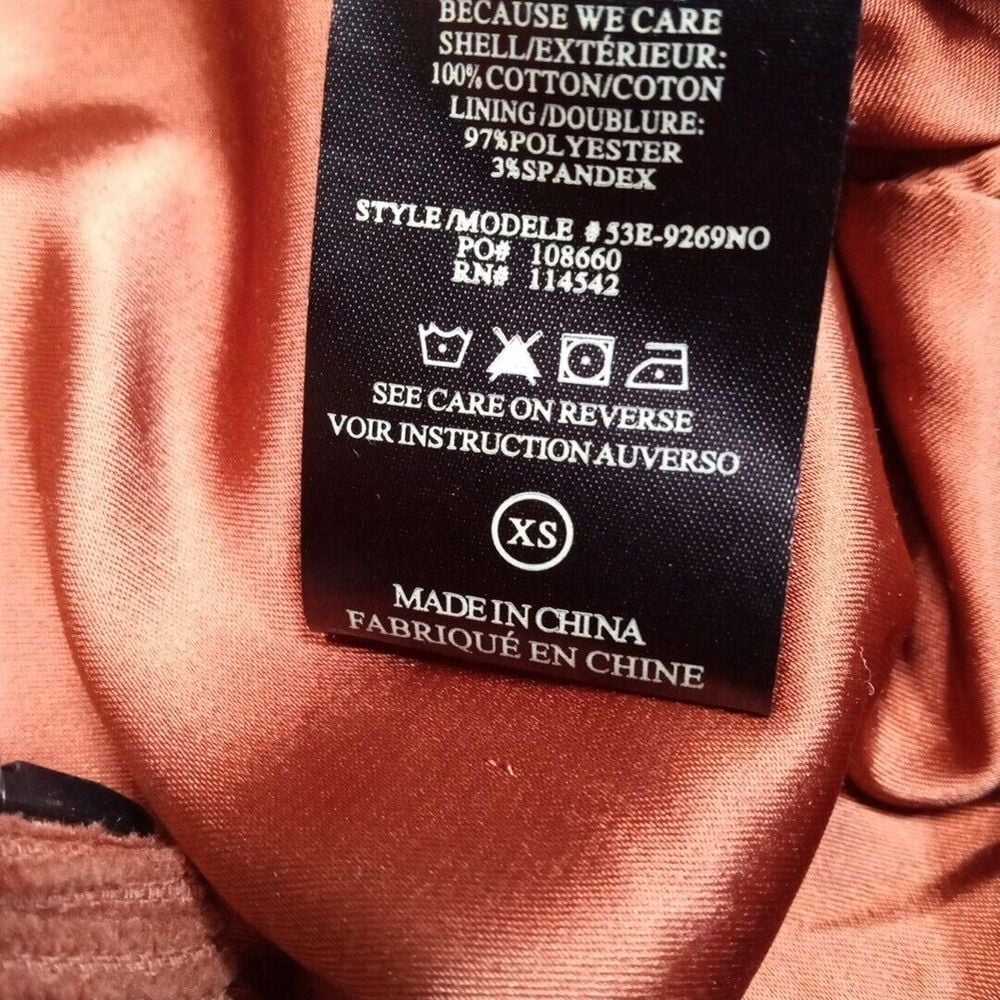 BECAUSE WE CARE
SHELL/EXTÉRIEUR:
100% COTTON/COTON
LINING/DOUBLURE:
97%POLYESTER
3%SPANDEX
STYLE/MODELE #53E-9269NO
PO# 108660
RN# 114542
SEE CARE ON REVERSE
VOIR INSTRUCTION AUVERSO
XS
MADE IN CHINA
FABRIQUÉ EN CHINE